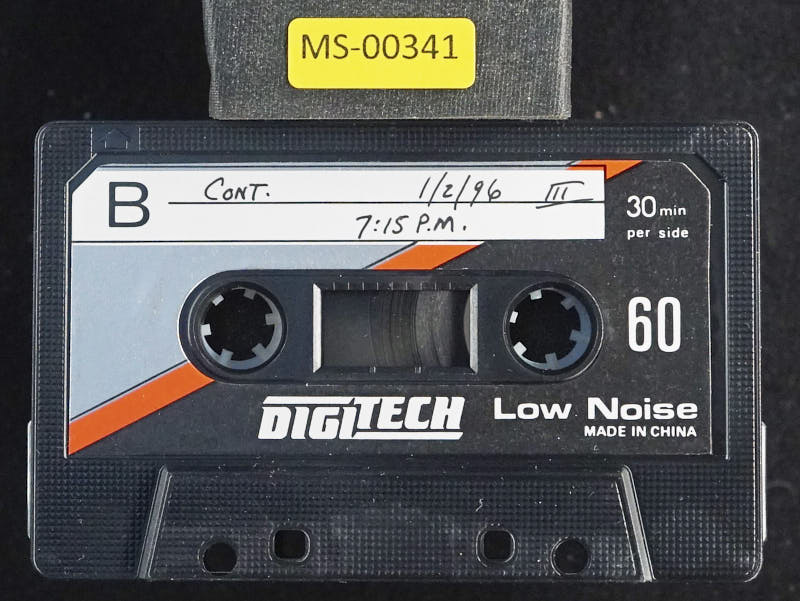 MS-00341
B CONT. 1/2/96 III
7:15 P.M.
30 min
per side
60
DIGITECH Low Noise
MADE IN CHINA